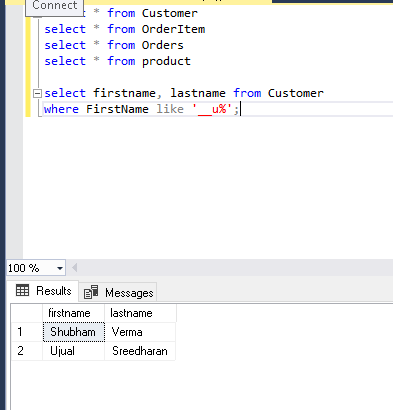 Connect
* from Customer
select * from OrderItem
select * from Orders
select * from product
select firstname, lastname from Customer
where FirstName like '__u%';
100 %
Results Messages
firstname lastname
1 Shubham Verma
2 Ujual Sreedharan